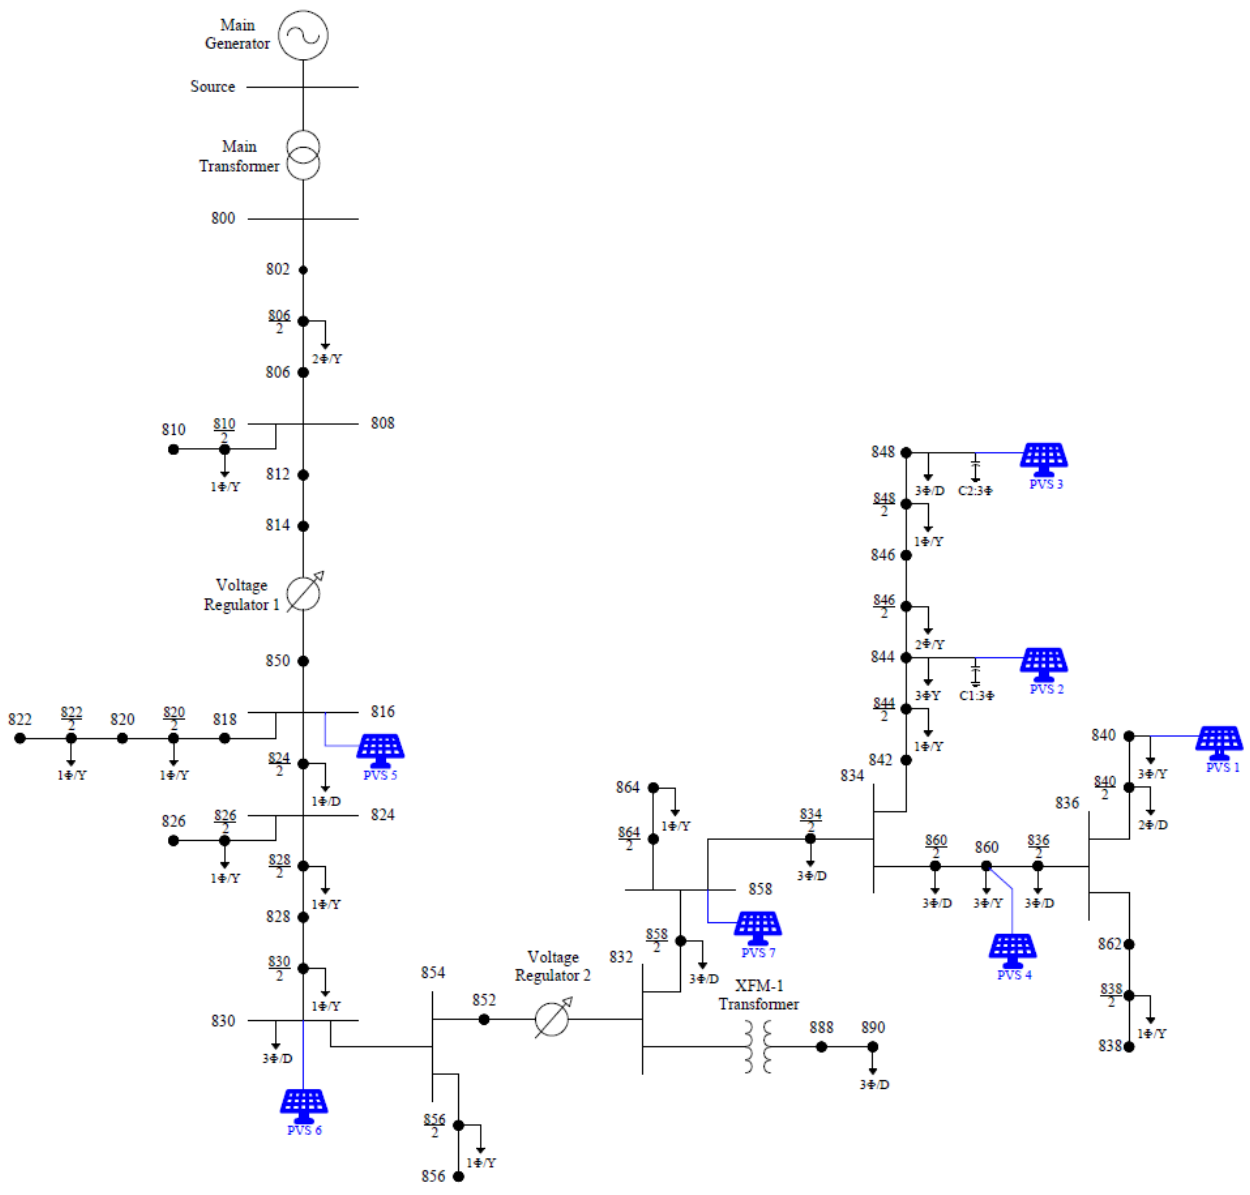 Main
Generator
Source
Main
Transformer
800
802
806
2
2Φ/Y
806
808
810
810
2
1Φ/Y
812
814
Voltage
Regulator 1
850
816
822
822
2
820
820
2
818
1Φ/Y
1Φ/Y
PVS 5
824
2
1Φ/D
824
826
826
2
1Φ/Y
828
2
1Φ/Y
828
830
2
1Φ/Y
830
3Φ/D
PVS 6
854
852
856
2
1Φ/Y
856
Voltage
Regulator 2
832
XFM-1
Transformer
888
890
3Φ/D
858
2
3Φ/D
858
PVS 7
864
1Φ/Y
864
2
834
2
3Φ/D
834
842
844
2
1Φ/Y
844
3ΦY
C1:3Φ
PVS 2
846
2
2Φ/Y
846
848
2
1Φ/Y
848
3Φ/D
C2:3Φ
PVS 3
860
2
3Φ/D
860
3Φ/Y
PVS 4
836
2
3Φ/D
836
840
3Φ/Y
PVS 1
840
2
2Φ/D
862
838
2
1Φ/Y
838